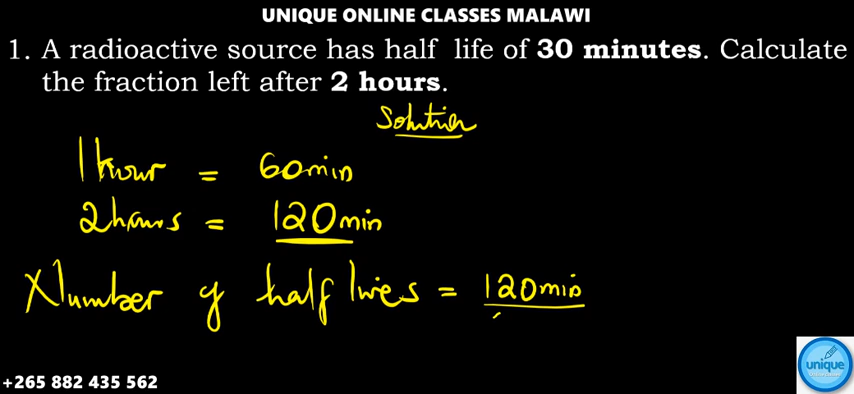 UNIQUE ONLINE CLASSES MALAWI
1. A radioactive source has half life of 30 minutes. Calculate
the fraction left after 2 hours.
Solution
1 hour = 60min
2 hours = 120min
Number of half lives = 120min
+265 882 435 562
unique